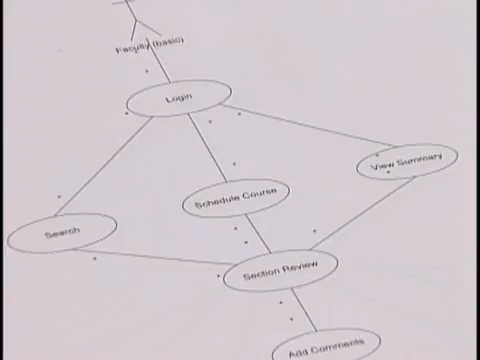 Faculty (basic)
Login
View Summary
Schedule Course
Search
Section Review
Add Comments